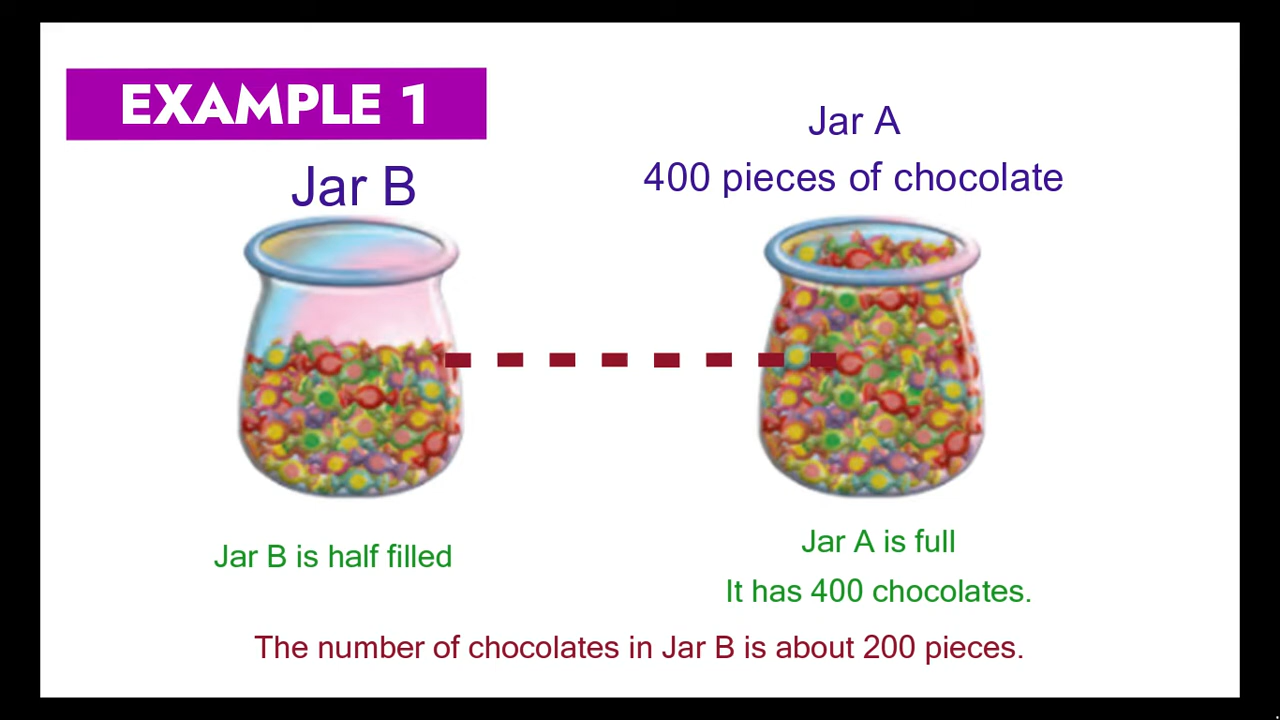 EXAMPLE 1
Jar B
Jar A
400 pieces of chocolate
Jar B is half filled
Jar A is full
It has 400 chocolates.
The number of chocolates in Jar B is about 200 pieces.